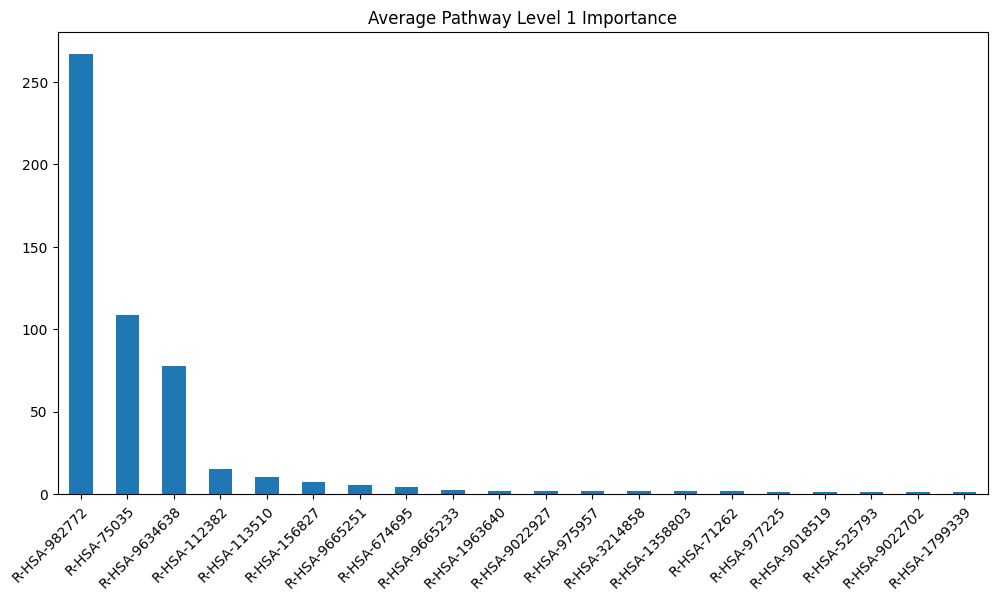 Average Pathway Level 1 Importance
250
200
150
100
50
0
R-HSA-982772
R-HSA-75035
R-HSA-9634638
R-HSA-112382
R-HSA-113510
R-HSA-156827
R-HSA-9665251
R-HSA-674695
R-HSA-9665233
R-HSA-1963640
R-HSA-9022927
R-HSA-975957
R-HSA-3214858
R-HSA-1358803
R-HSA-71262
R-HSA-977225
R-HSA-9018519
R-HSA-525793
R-HSA-9022702
R-HSA-1799339